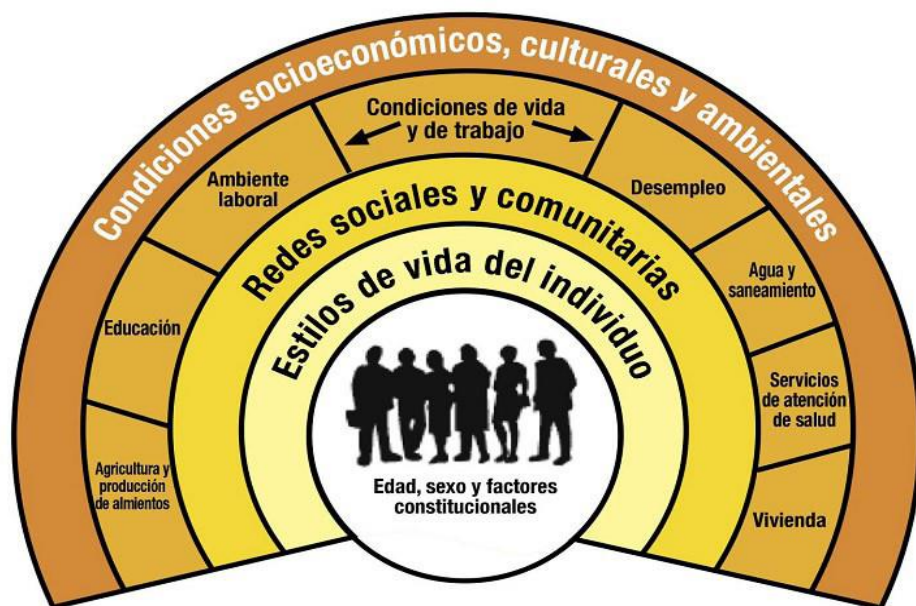 Condiciones socioeconómicos, culturales y ambientales
Condiciones de vida
y de trabajo
Ambiente
laboral
Desempleo
Educación
Agua y
saneamiento
Agricultura y
producción
de almientos
Servicios
de atención
de salud
Vivienda
Redes sociales y comunitarias
Estilos de vida del individuo
Edad, sexo y factores
constitucionales